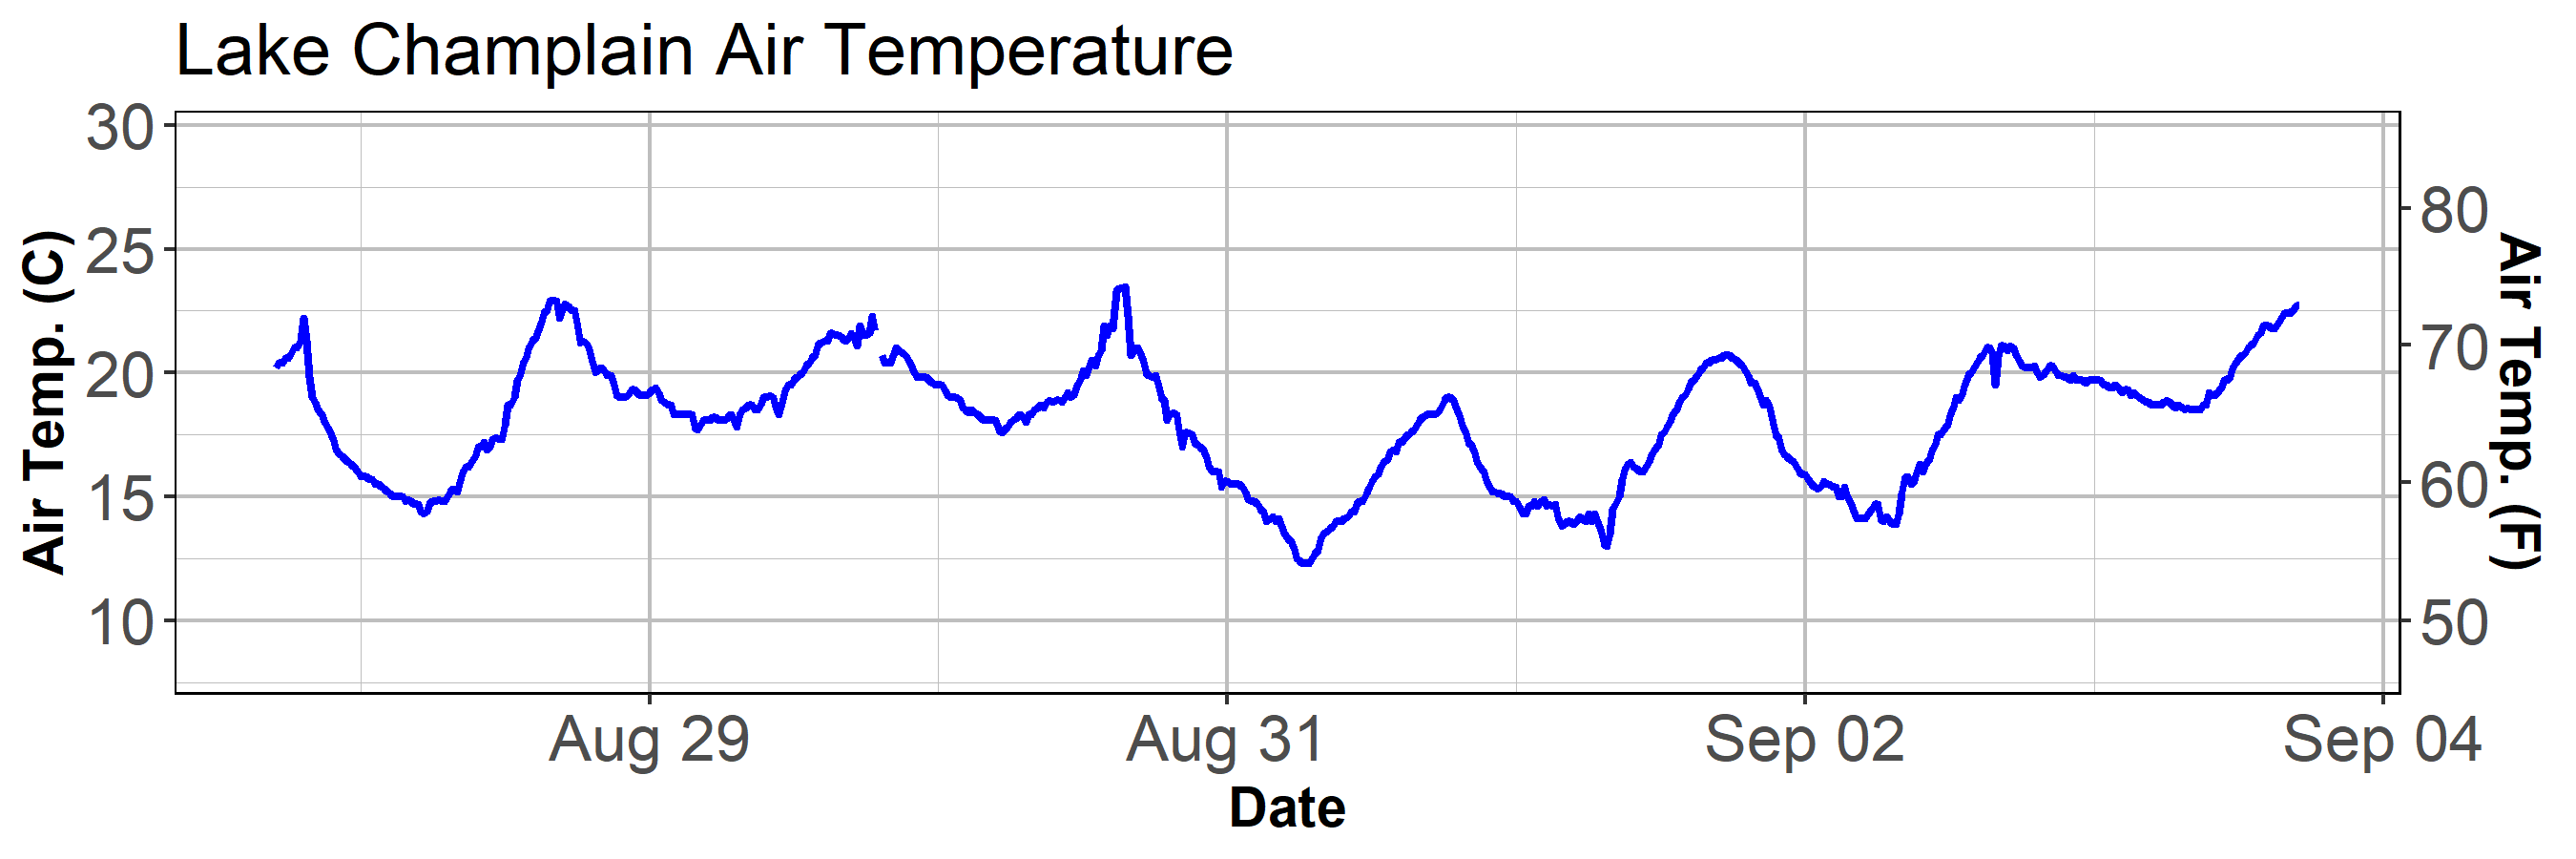 Lake Champlain Air Temperature
Air Temp. (C)
30
25
20
15
10
80
70
60
50
Air Temp. (F)
Aug 29
Aug 31
Sep 02
Sep 04
Date